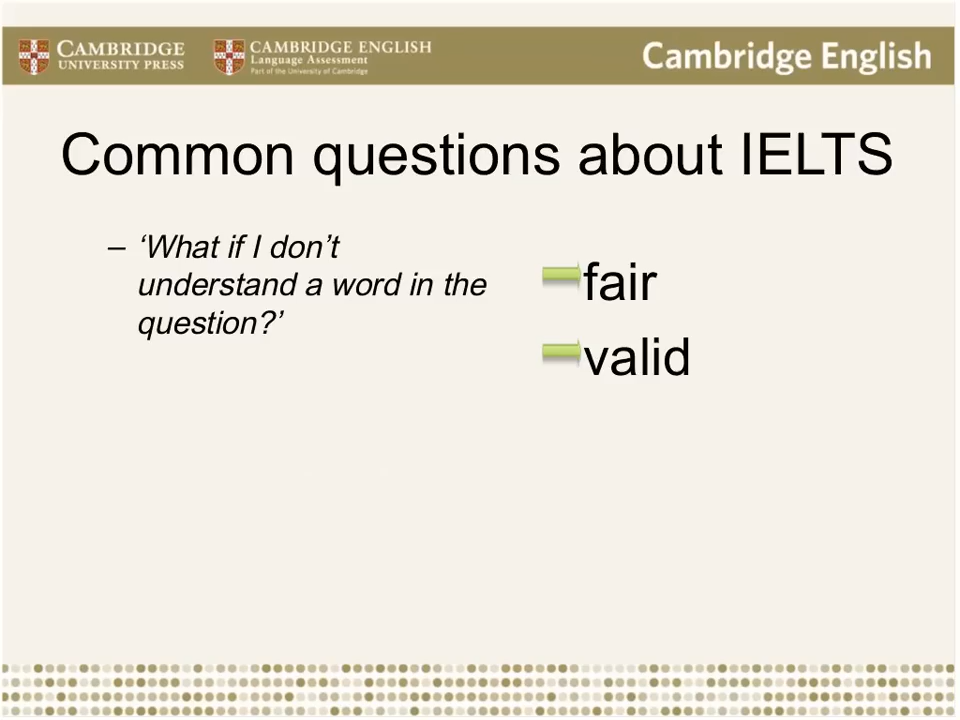 CAMBRIDGE
UNIVERSITY PRESS
CAMBRIDGE ENGLISH
Language Assessment
Part of the University of Cambridge
Cambridge English
Common questions about IELTS
– ‘What if I don’t
understand a word in the
question?’
fair
valid